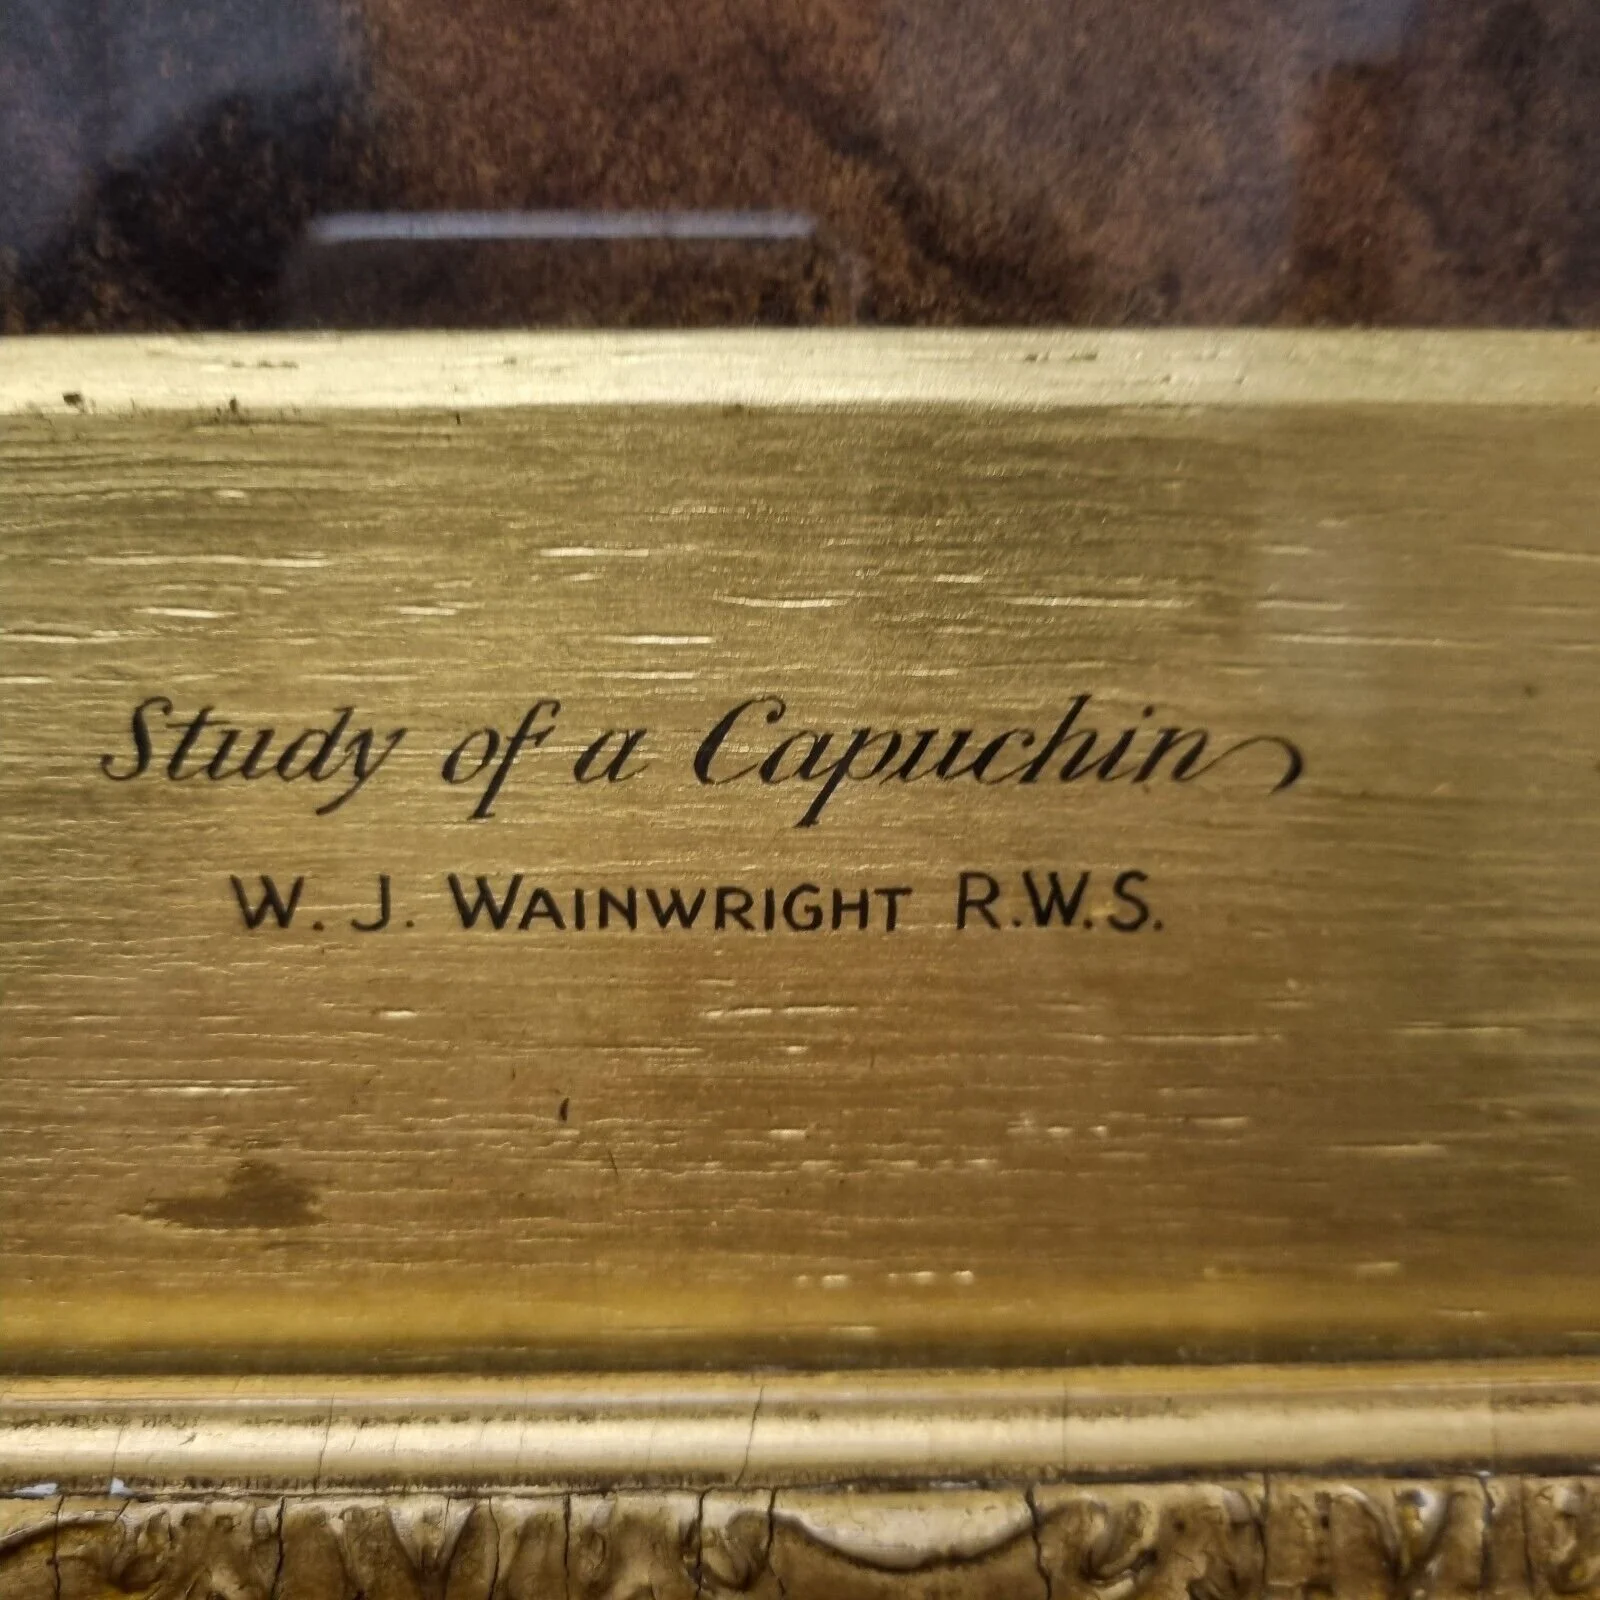 Study of a Capuchin
W. J. WAINWRIGHT R.W.S.